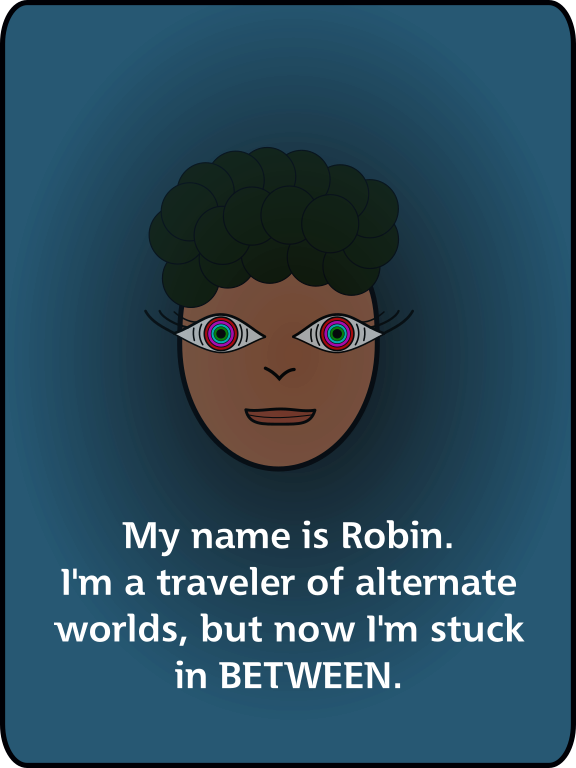 My name is Robin.
I'm a traveler of alternate
worlds, but now I'm stuck
in BETWEEN.